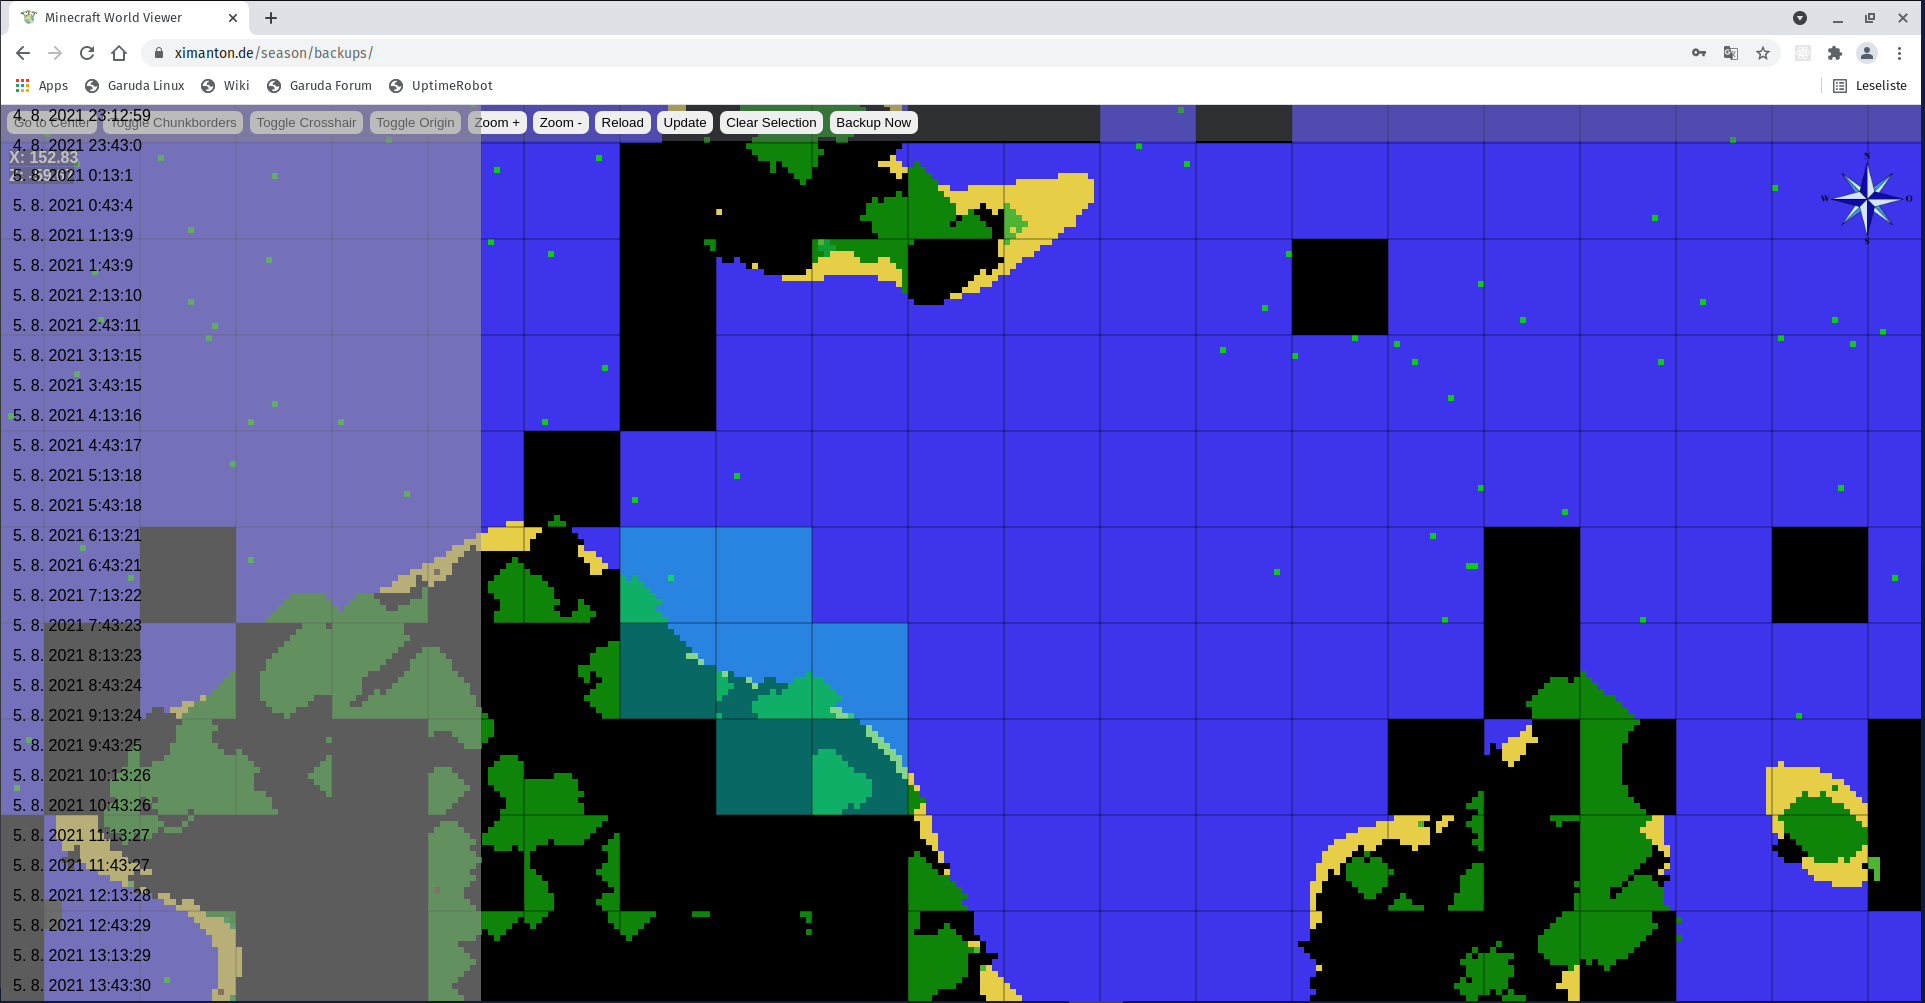 Minecraft World Viewer
ximanton.de/season/backups/
Apps Garuda Linux Wiki Garuda Forum UptimeRobot Leseliste
Go to Center Toggle Chunkborders Toggle Crosshair Toggle Origin Zoom + Zoom - Reload Update Clear Selection Backup Now
X: 152.83
4. 8. 2021 23:12:59
4. 8. 2021 23:43:0
5. 8. 2021 0:13:1
5. 8. 2021 0:43:4
5. 8. 2021 1:13:9
5. 8. 2021 1:43:9
5. 8. 2021 2:13:10
5. 8. 2021 2:43:11
5. 8. 2021 3:13:15
5. 8. 2021 3:43:15
5. 8. 2021 4:13:16
5. 8. 2021 4:43:17
5. 8. 2021 5:13:18
5. 8. 2021 5:43:18
5. 8. 2021 6:13:21
5. 8. 2021 6:43:21
5. 8. 2021 7:13:22
5. 8. 2021 7:43:23
5. 8. 2021 8:13:23
5. 8. 2021 8:43:24
5. 8. 2021 9:13:24
5. 8. 2021 9:43:25
5. 8. 2021 10:13:26
5. 8. 2021 10:43:26
5. 8. 2021 11:13:27
5. 8. 2021 11:43:27
5. 8. 2021 12:13:28
5. 8. 2021 12:43:29
5. 8. 2021 13:13:29
5. 8. 2021 13:43:30
N
W O
S